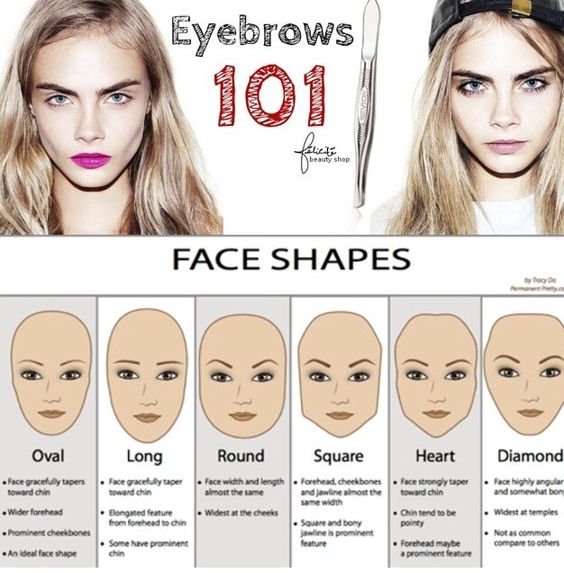 Eyebrows
101
félicité
beauty shop
FACE SHAPES
by Tracy Do
Permanent Pretty.co
Oval
• Face gracefully tapers
toward chin
• Wider forehead
• Prominent cheekbones
• An ideal face shape
Long
• Face gracefully taper
toward chin
• Elongated feature
from forehead to chin
• Some have prominent
chin
Round
• Face width and length
almost the same
• Widest at the cheeks
Square
• Forehead, cheekbones
and jawline almost the
same width
• Square and bony
jawline is prominent
feature
Heart
• Face strongly taper
toward chin
• Chin tend to be
pointy
• Forehead maybe
a prominent feature
Diamond
• Face highly angular
and somewhat bon
• Widest at temples
• Not as common
compare to others